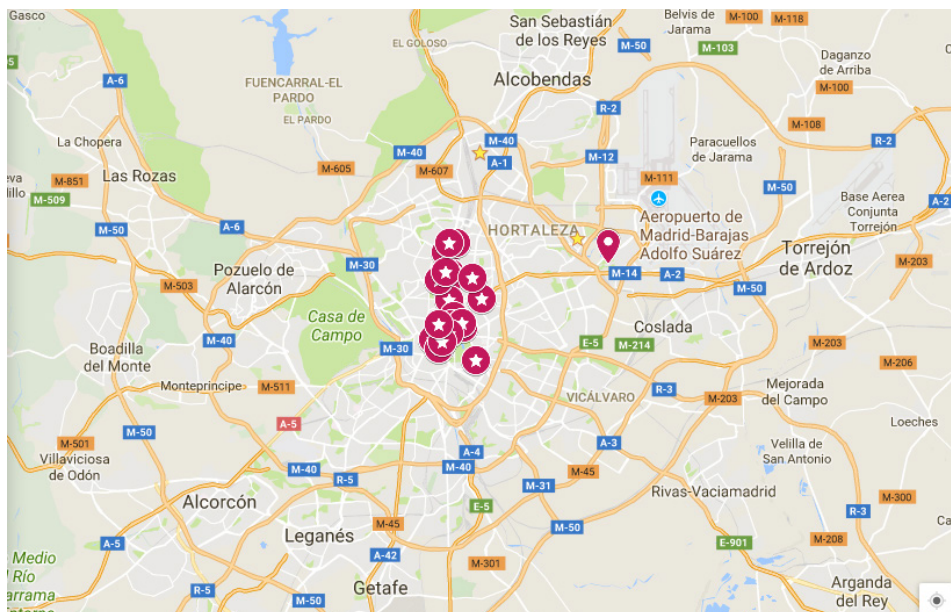 Gasco
San Sebastián
de los Reyes
Belvis de
Jarama
M-100
M-118
M-50
M-103
EL GOLOSO
Daganzo
de Arriba
A-6
Alcobendas
FUENCARRAL-EL
PARDO
M-100
R-2
EL PARDO
M-108
La Chopera
M-40
M-40
R-2
A-1
M-12
Paracuellos
de Jarama
M-605
M-607
Las Rozas
M-851
M-111
M-50
M-509
Base Aerea
Conjunta
Torrejón
A-2
A-6
M-50
HORTALEZA
Aeropuerto de
Madrid-Barajas
Adolfo Suárez
Torrejón
de Ardoz
M-203
Pozuelo de
Alarcón
M-30
M-14
A-2
M-503
M-50
Casa de
Campo
Coslada
Boadilla
del Monte
M-30
E-5
M-214
M-203
M-206
Monteprincipe
M-511
R-3
Mejorada
del Campo
VICÁLVARO
M-203
Loeches
A-5
M-50
M-501
A-3
Velilla de
San Antonio
Villaviciosa
de Odón
A-4
M-40
M-40
R-5
M-45
M-31
Rivas-Vaciamadrid
M-300
Alcorcón
E-5
R-3
M-45
M-50
Leganés
A-5
E-901
M-208
Medio
Río
arrama
A-42
M-301
Getafe
R-5
Arganda
del Rey
M-50